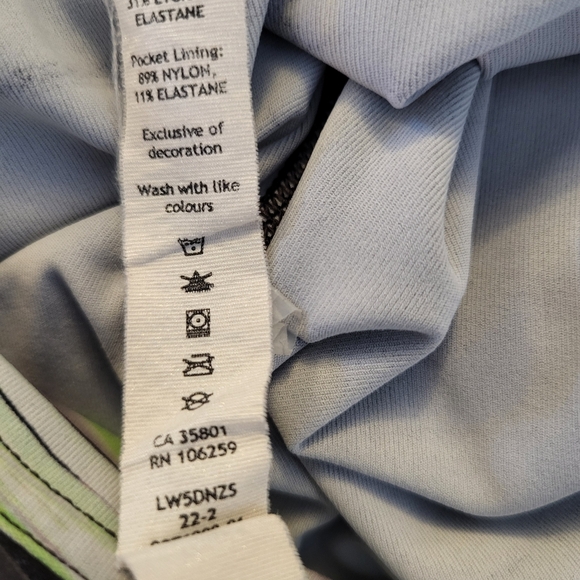 ELASTANE
Pocket Lining:
89% NYLON,
11% ELASTANE
Exclusive of
decoration
Wash with like
colours
CA 35801
RN 106259
LW5DNZS
22-2